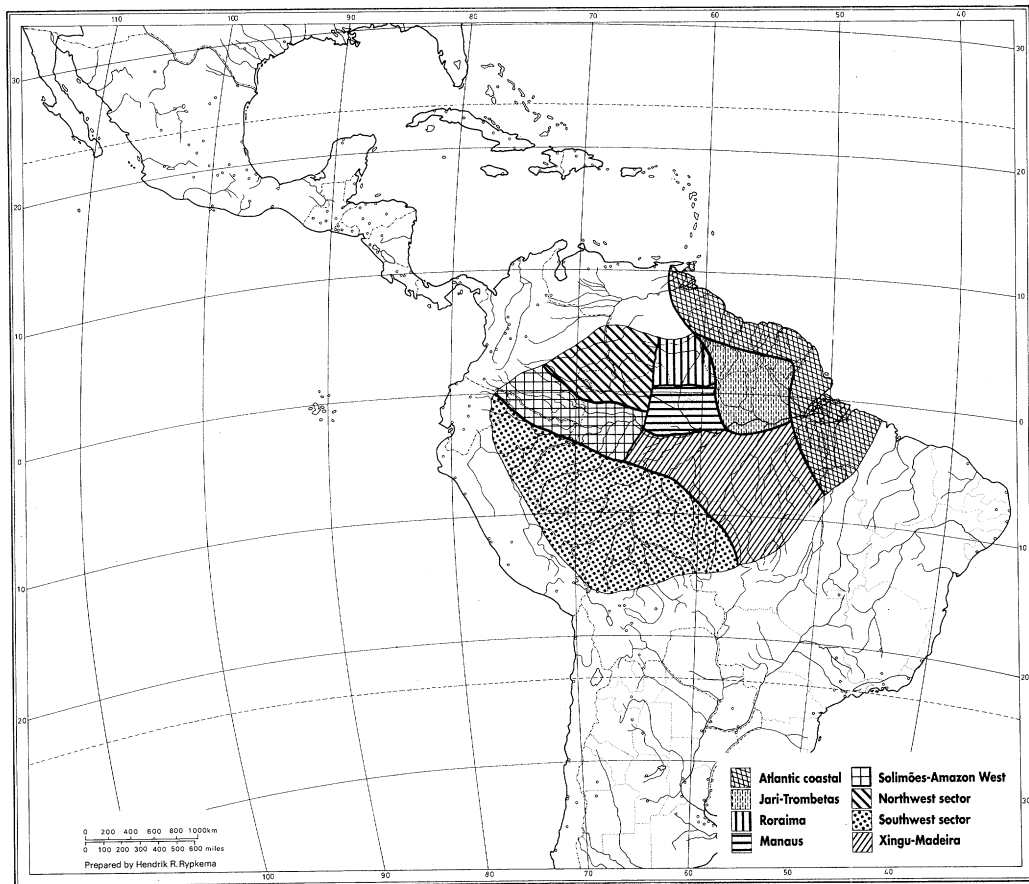 110 100 90 80 70 60 50 40
30 30
20 20
10 10
0 0
10 10
20 20
30
Atlantic coastal
Jari-Trombetas
Roraima
Manaus
Solimões-Amazon West
Northwest sector
Southwest sector
Xingu-Madeira
0 200 400 600 800 1000km
0 100 200 300 400 500 600 miles
Prepared by Hendrik R. Rypkema
100 90 80 70 60 50 40